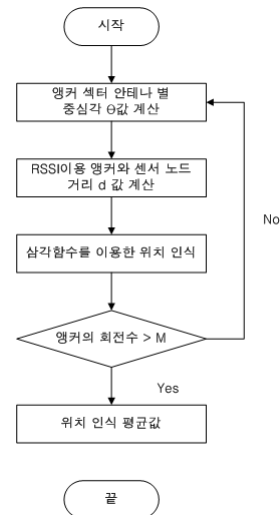 시작
앵커 섹터 안테나 별
중심각 Θ값 계산
RSSI이용 앵커와 센서 노드
거리 d 값 계산
No
삼각함수를 이용한 위치 인식
앵커의 회전수 > M
Yes
위치 인식 평균값
끝